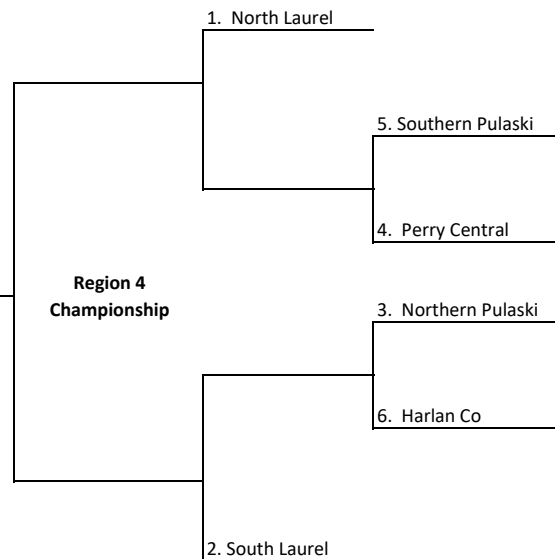 1.  North Laurel
5. Southern Pulaski
4.  Perry Central
Region 4
Championship
3.  Northern Pulaski
6.  Harlan Co
2. South Laurel